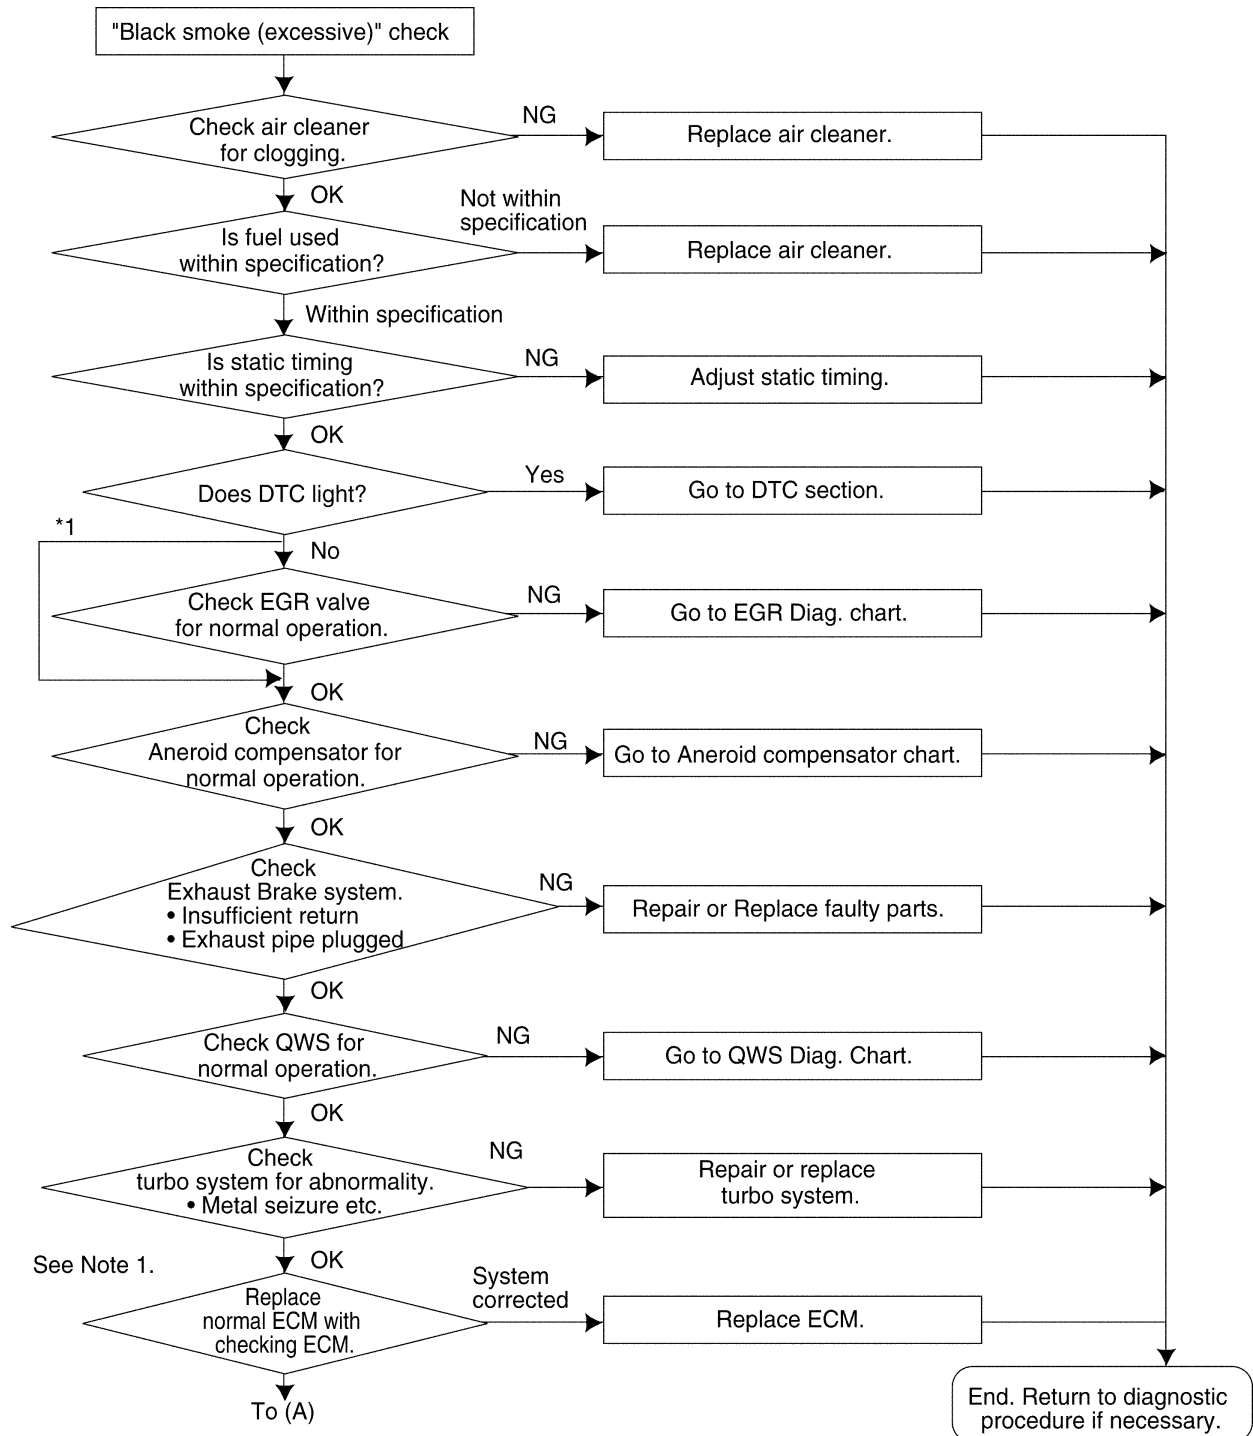 "Black smoke (excessive)" check
Check air cleaner
for clogging.
NG
Replace air cleaner.
OK
Is fuel used
within specification?
Not within
specification
Replace air cleaner.
Within specification
Is static timing
within specification?
NG
Adjust static timing.
OK
Does DTC light?
Yes
Go to DTC section.
*1
No
Check EGR valve
for normal operation.
NG
Go to EGR Diag. chart.
OK
Check
Aneroid compensator for
normal operation.
NG
Go to Aneroid compensator chart.
OK
Check
Exhaust Brake system.
• Insufficient return
• Exhaust pipe plugged
NG
Repair or Replace faulty parts.
OK
Check QWS for
normal operation.
NG
Go to QWS Diag. Chart.
OK
Check
turbo system for abnormality.
• Metal seizure etc.
NG
Repair or replace
turbo system.
OK
See Note 1.
Replace
normal ECM with
checking ECM.
System
corrected
Replace ECM.
To (A)
End. Return to diagnostic
procedure if necessary.